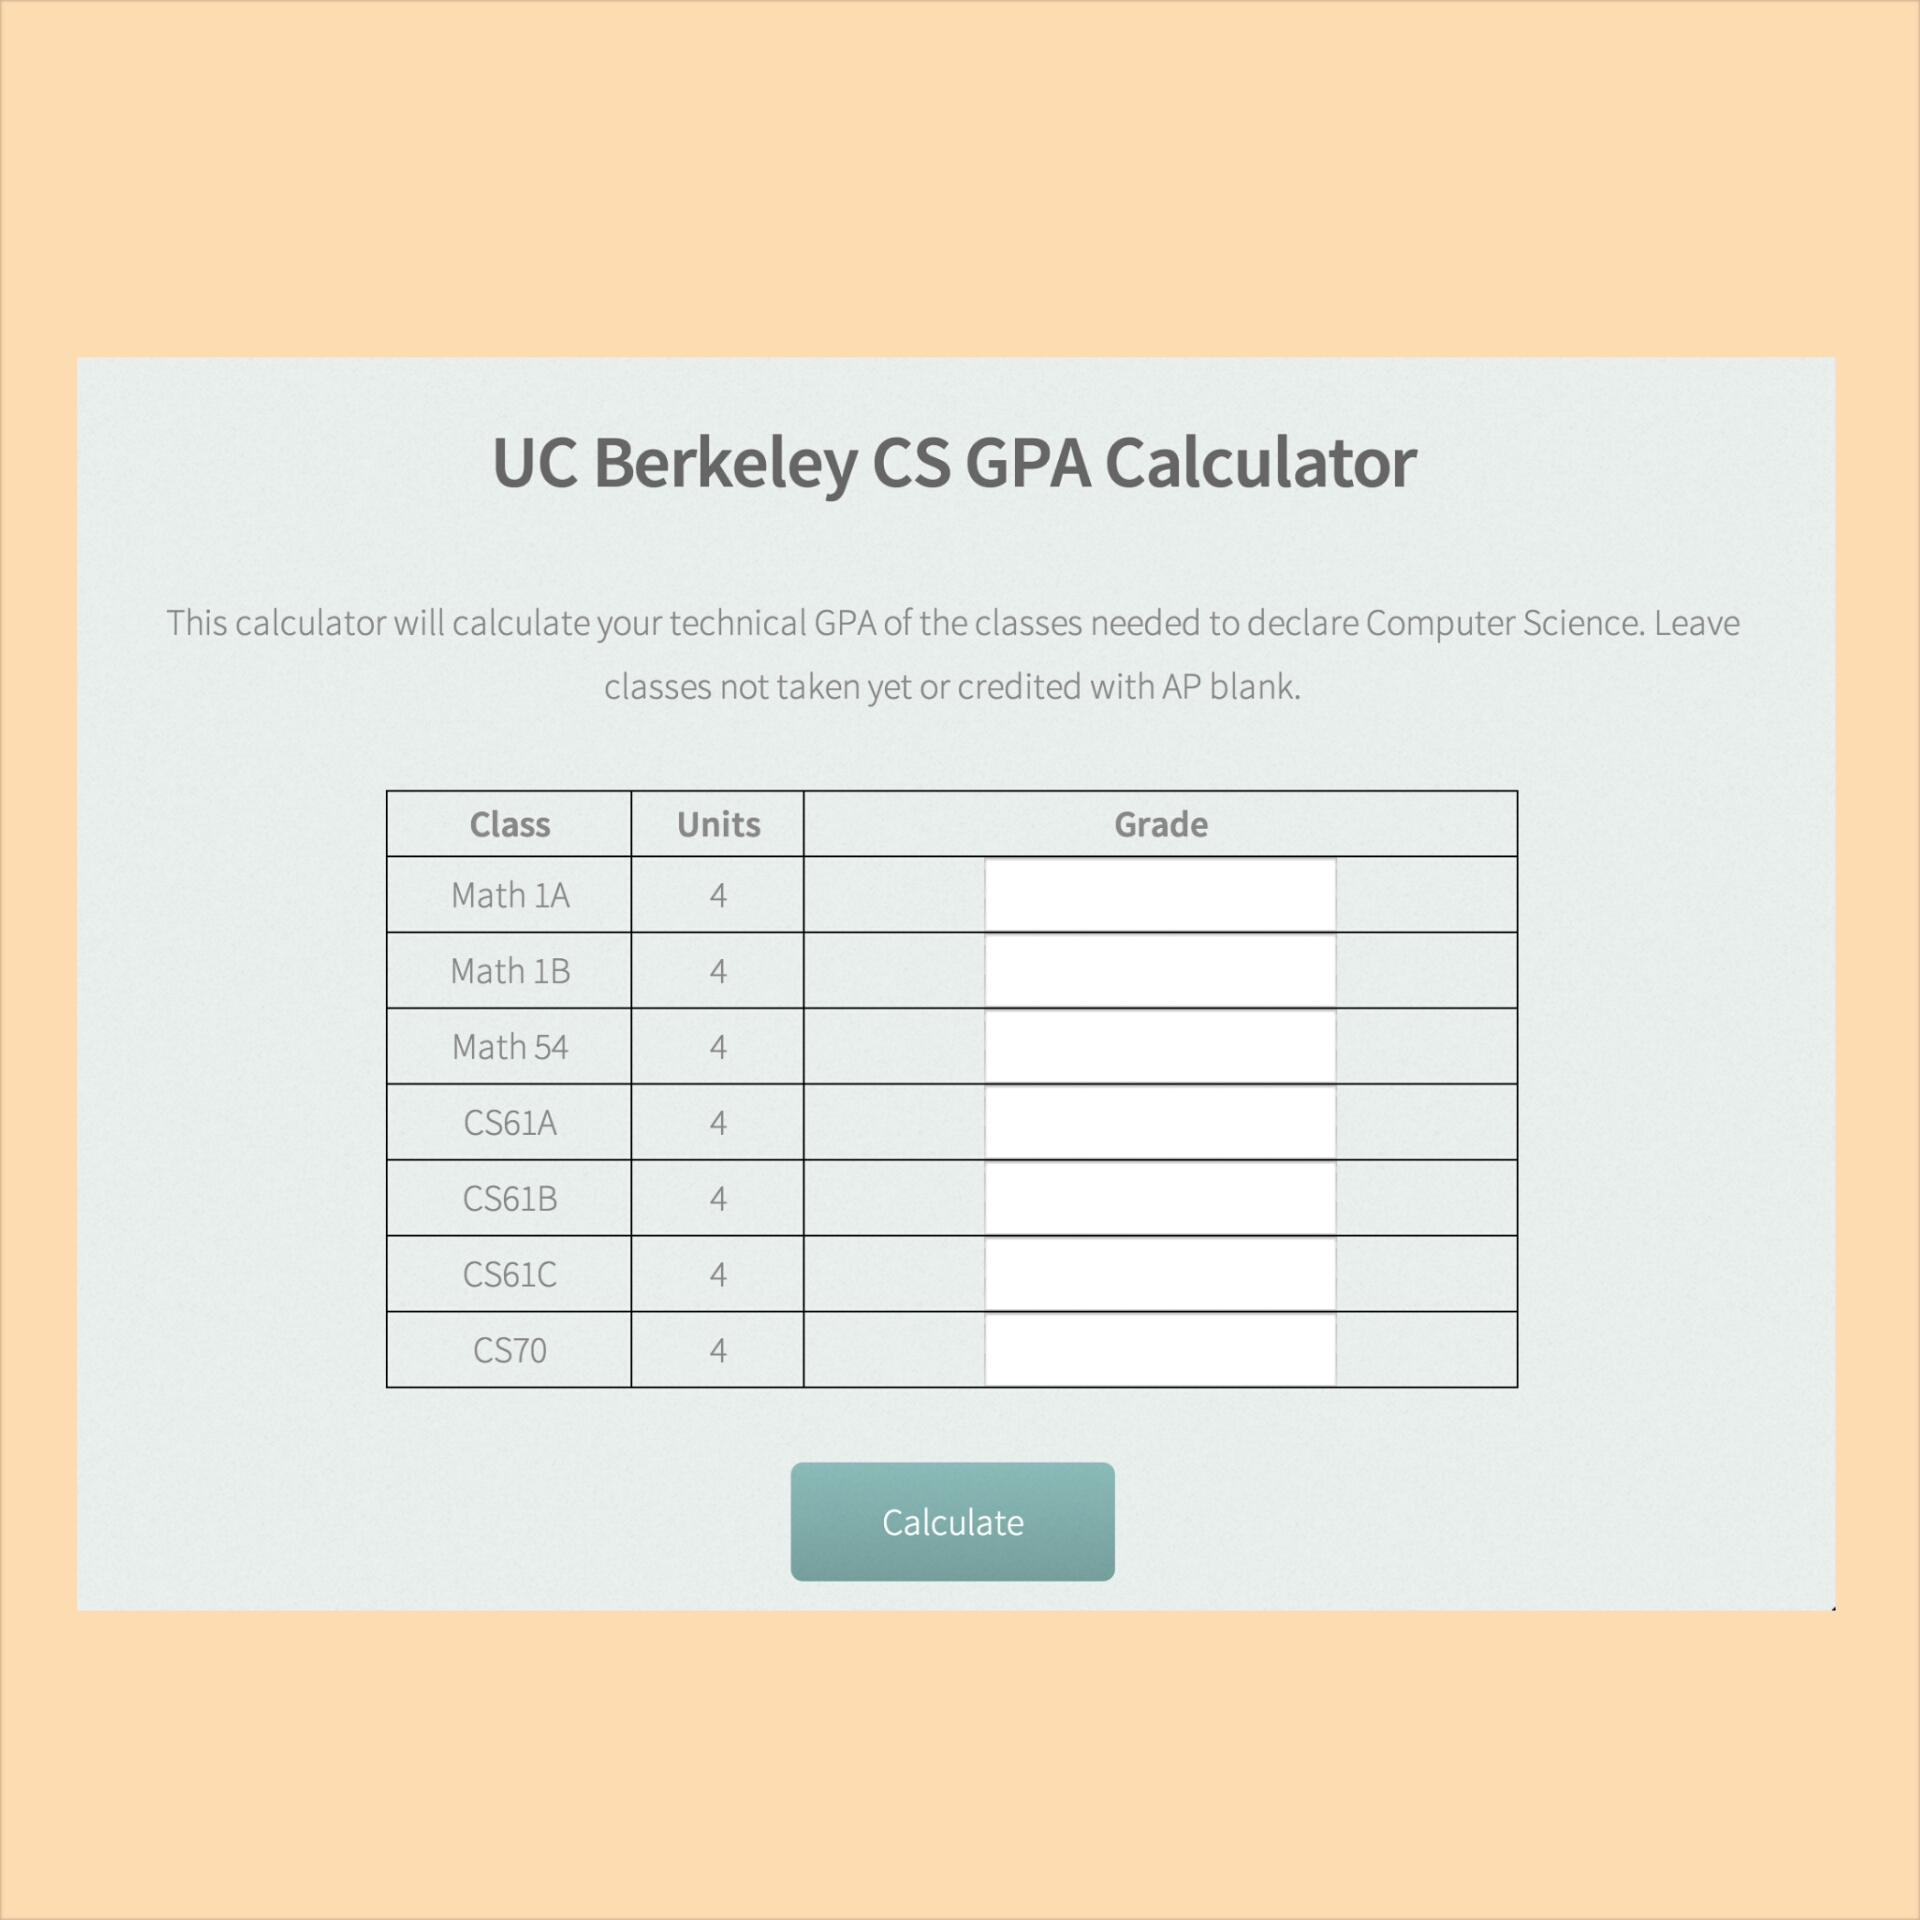 UC Berkeley CS GPA Calculator
This calculator will calculate your technical GPA of the classes needed to declare Computer Science. Leave
classes not taken yet or credited with AP blank.
Class Units Grade
Math 1A 4
Math 1B 4
Math 54 4
CS61A 4
CS61B 4
CS61C 4
CS70 4
Calculate